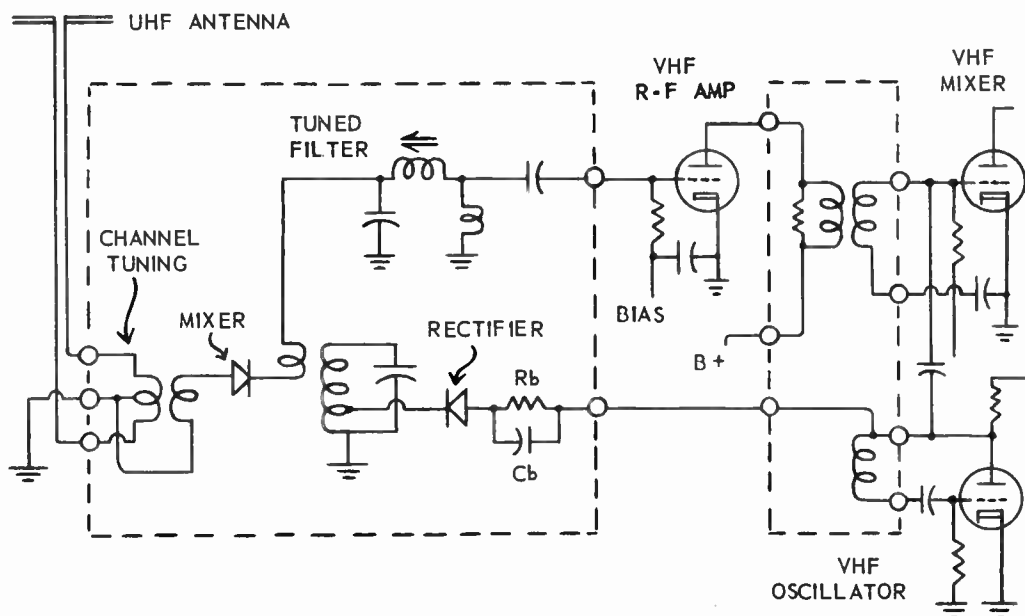 UHF ANTENNA
VHF
R-F AMP
VHF
MIXER
TUNED
FILTER
CHANNEL
TUNING
MIXER
RECTIFIER
BIAS
B+
Rb
Cb
VHF
OSCILLATOR